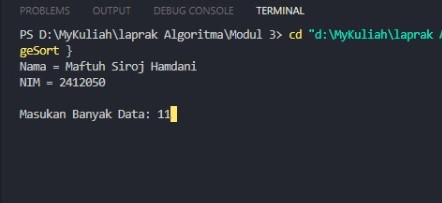 PROBLEMS OUTPUT DEBUG CONSOLE TERMINAL
PS D:\MyKuliah\laprak Algoritma\Modul 3> cd "d:\MyKuliah\laprak
geSort }
Nama = Maftuh Siroj Hamdani
NIM = 2412050
Masukan Banyak Data: 11